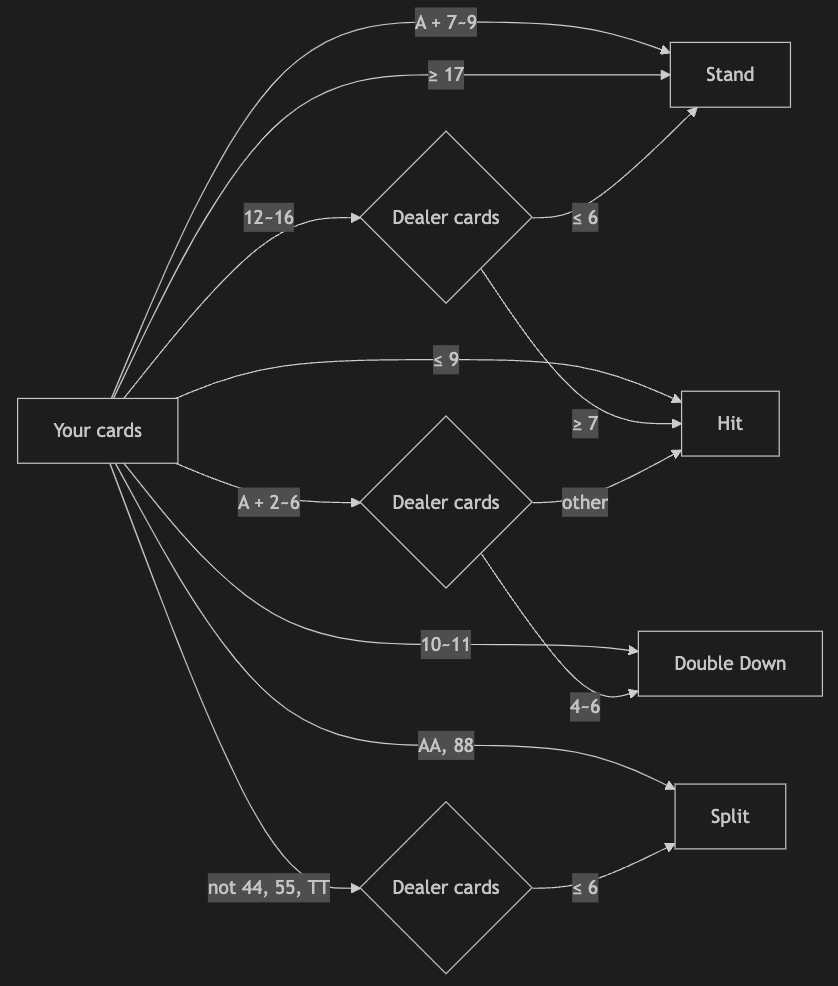 A + 7~9
Stand
≥ 17
12~16
Dealer cards
≤ 6
≤ 9
Your cards
Hit
≥ 7
A + 2~6
Dealer cards
other
10~11
Double Down
4~6
AA, 88
Split
not 44, 55, TT
Dealer cards
≤ 6